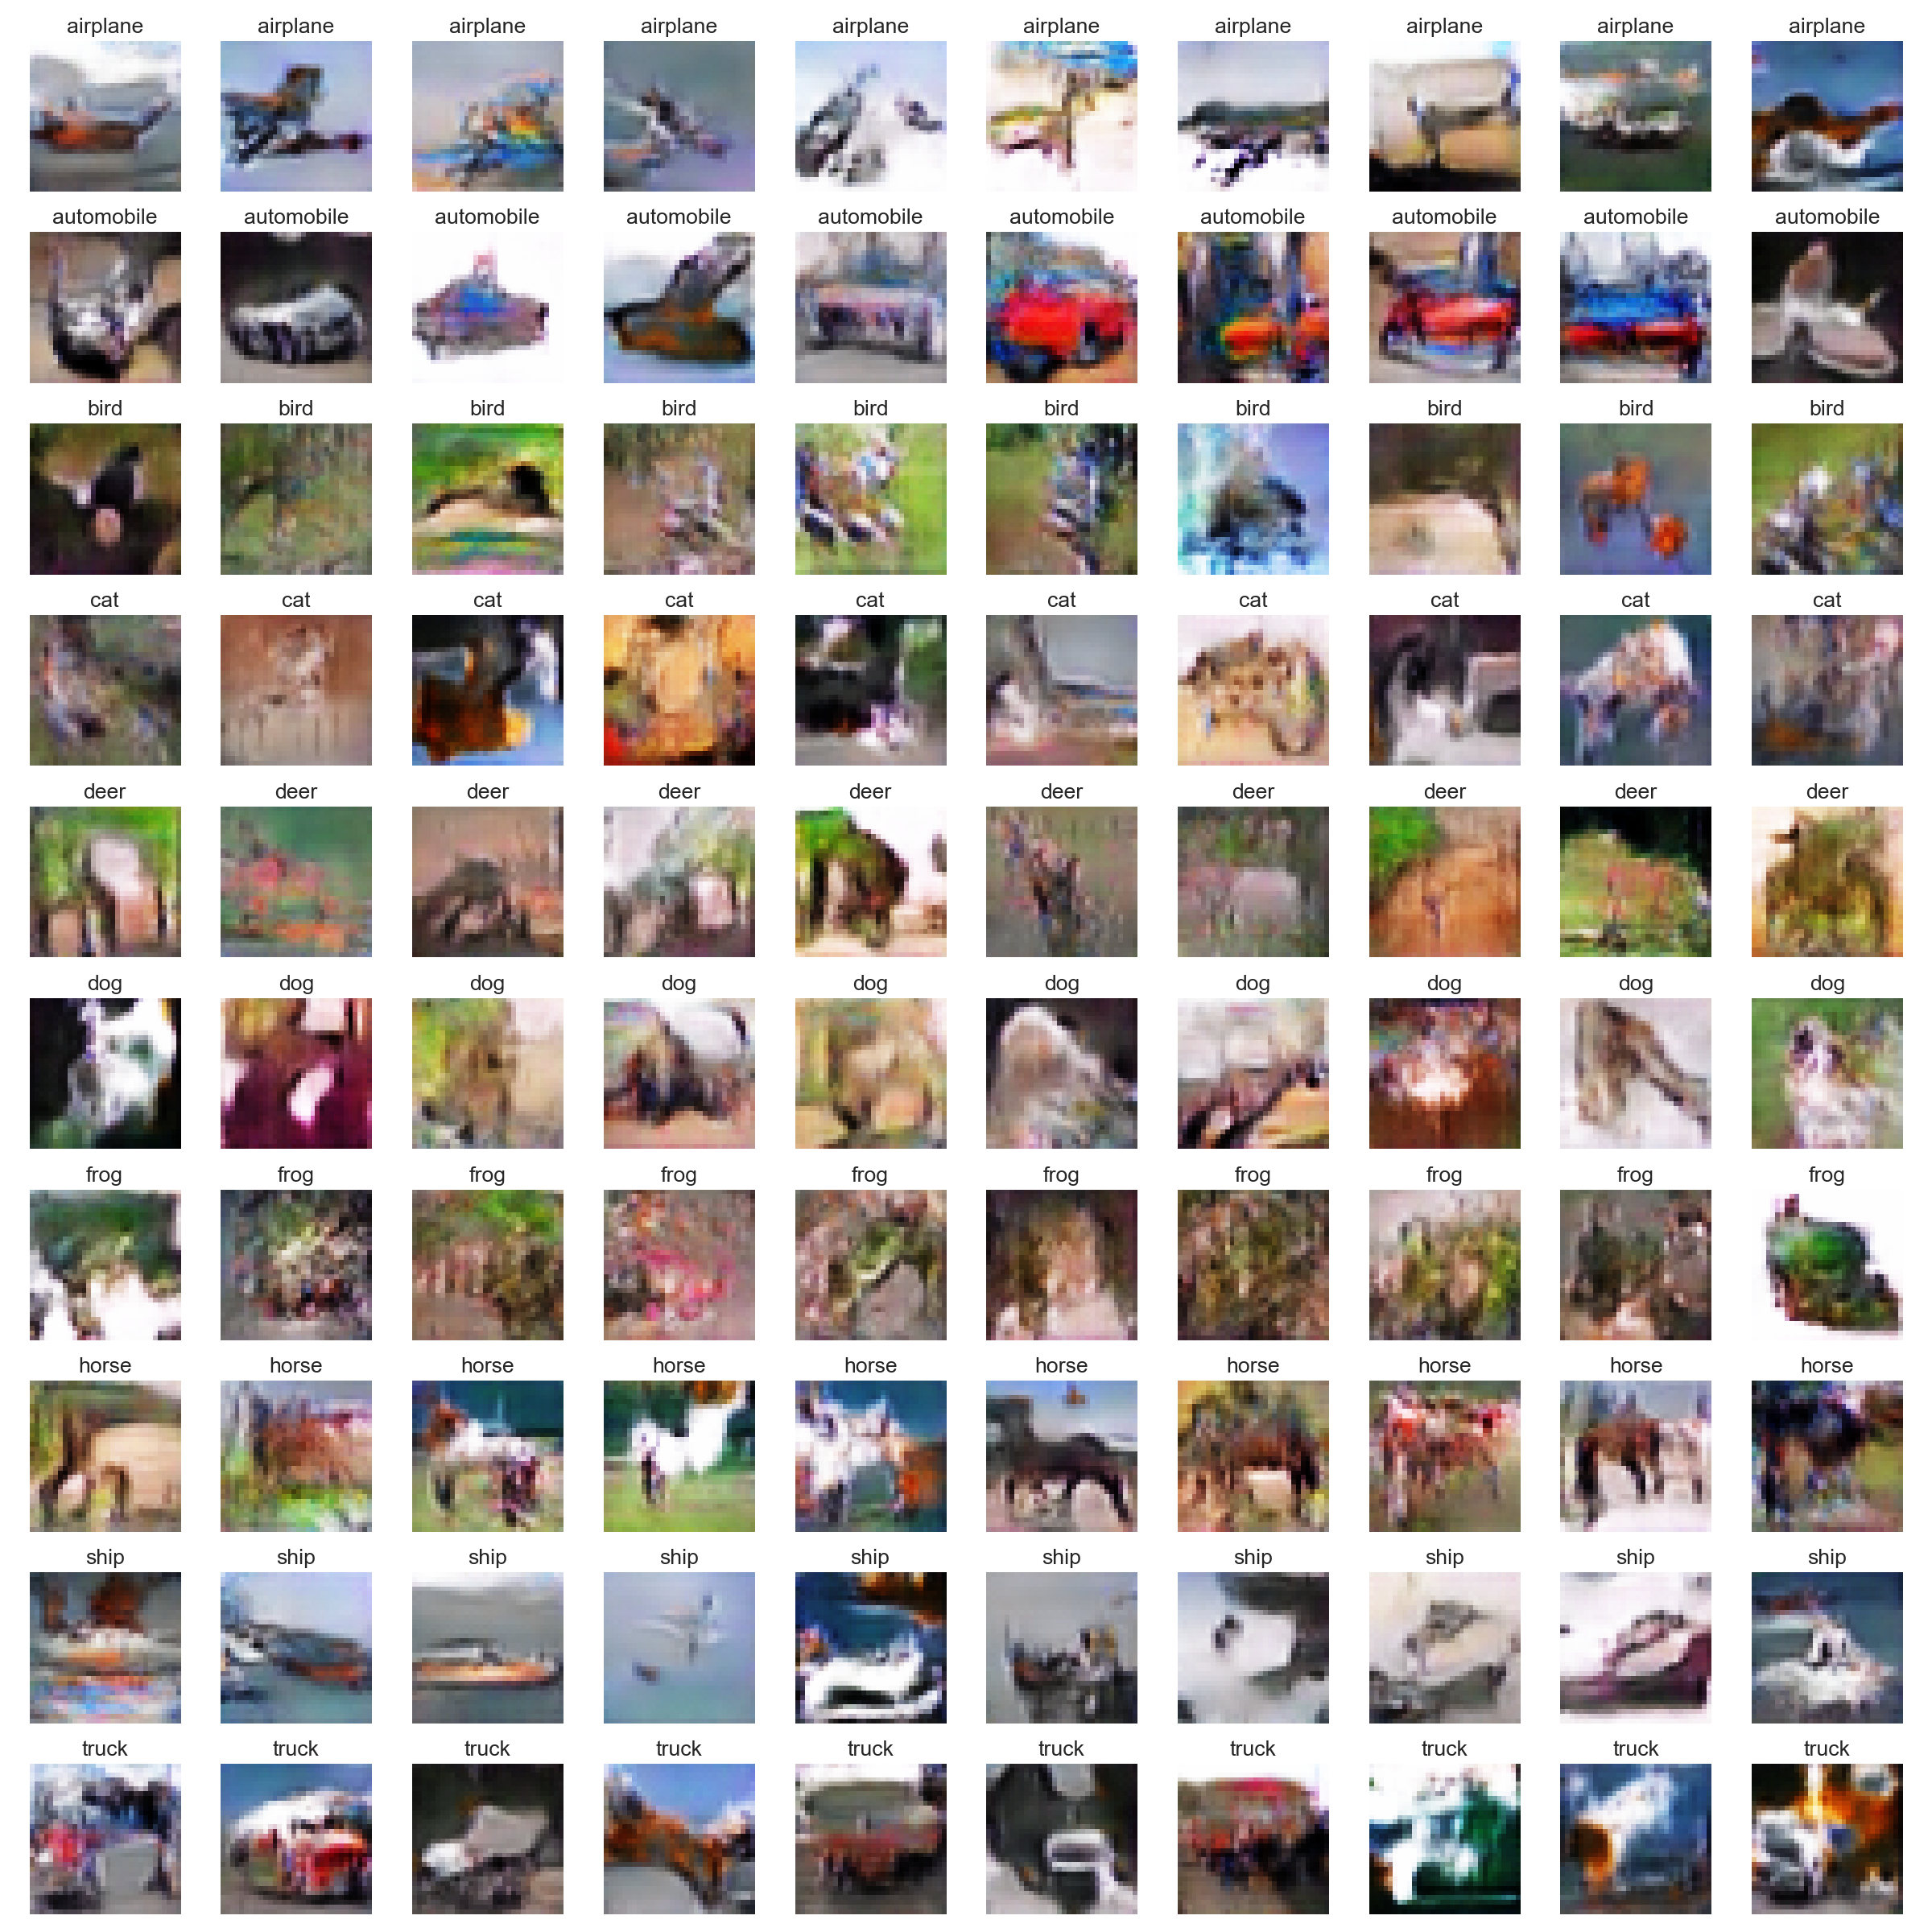 airplane airplane airplane airplane airplane airplane airplane airplane airplane airplane
automobile automobile automobile automobile automobile automobile automobile automobile automobile automobile
bird bird bird bird bird bird bird bird bird bird
cat cat cat cat cat cat cat cat cat cat
deer deer deer deer deer deer deer deer deer deer
dog dog dog dog dog dog dog dog dog dog
frog frog frog frog frog frog frog frog frog frog
horse horse horse horse horse horse horse horse horse horse
ship ship ship ship ship ship ship ship ship ship
truck truck truck truck truck truck truck truck truck truck